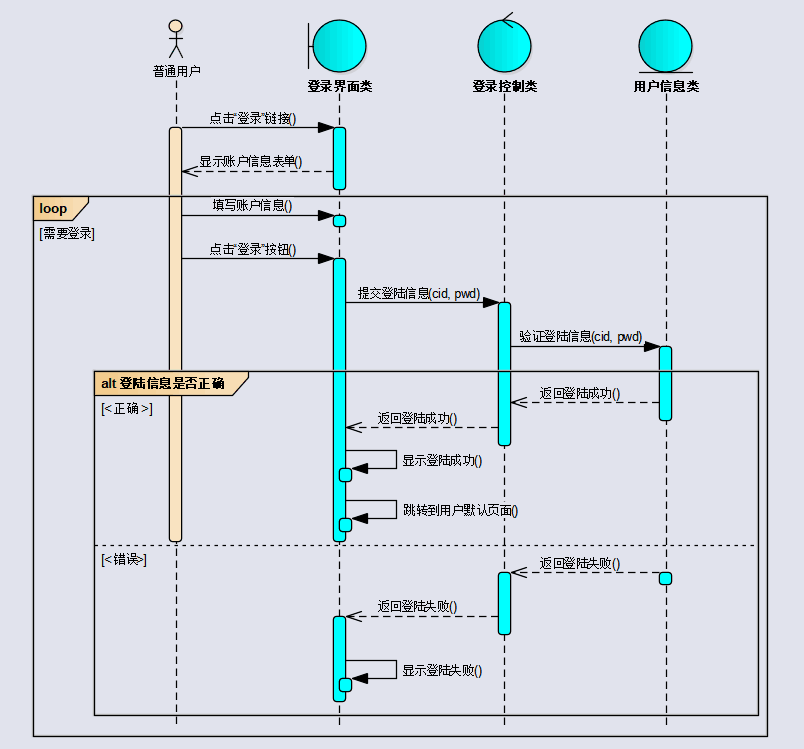 普通用户
登录界面类
登录控制类
用户信息类
点击“登录”链接()
显示账户信息表单()
loop
填写账户信息()
[需要登录]
点击“登录”按钮()
提交登陆信息(cid, pwd)
验证登陆信息(cid, pwd)
alt 登陆信息是否正确
返回登陆成功()
[<正确 >]
返回登陆成功()
显示登陆成功()
跳转到用户默认页面()
[<错误>]
返回登陆失败()
返回登陆失败()
显示登陆失败()